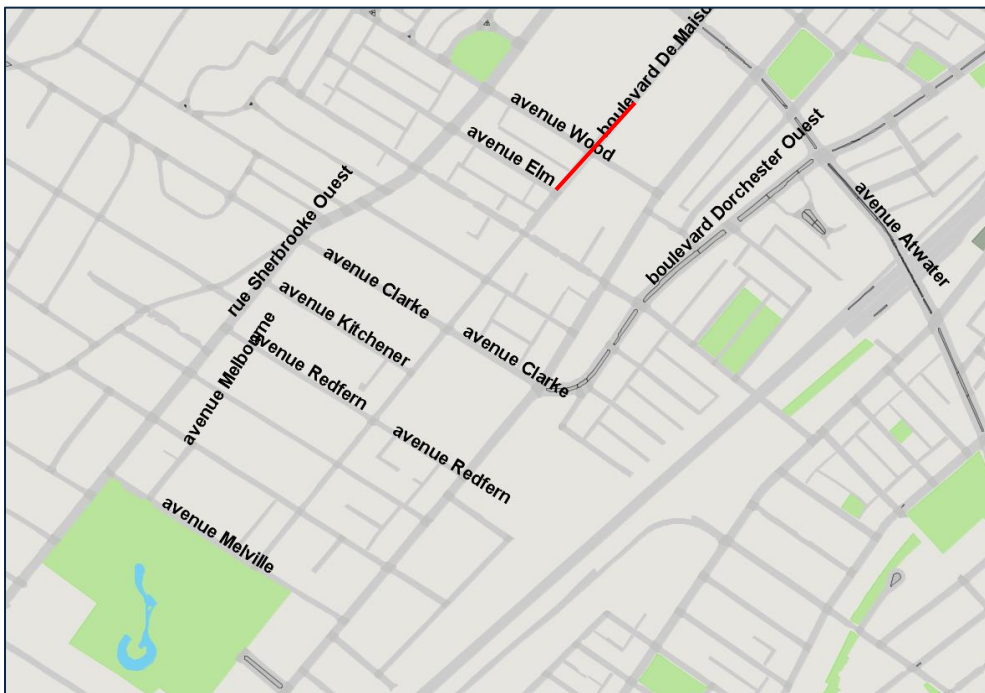 boulevard De Maiso
avenue Wood
avenue Elm
boulevard Dorchester Ouest
rue Sherbrooke Ouest
avenue Atwater
avenue Clarke
avenue Kitchener
avenue Clarke
avenue Melbourne
avenue Redfern
avenue Redfern
avenue Melville